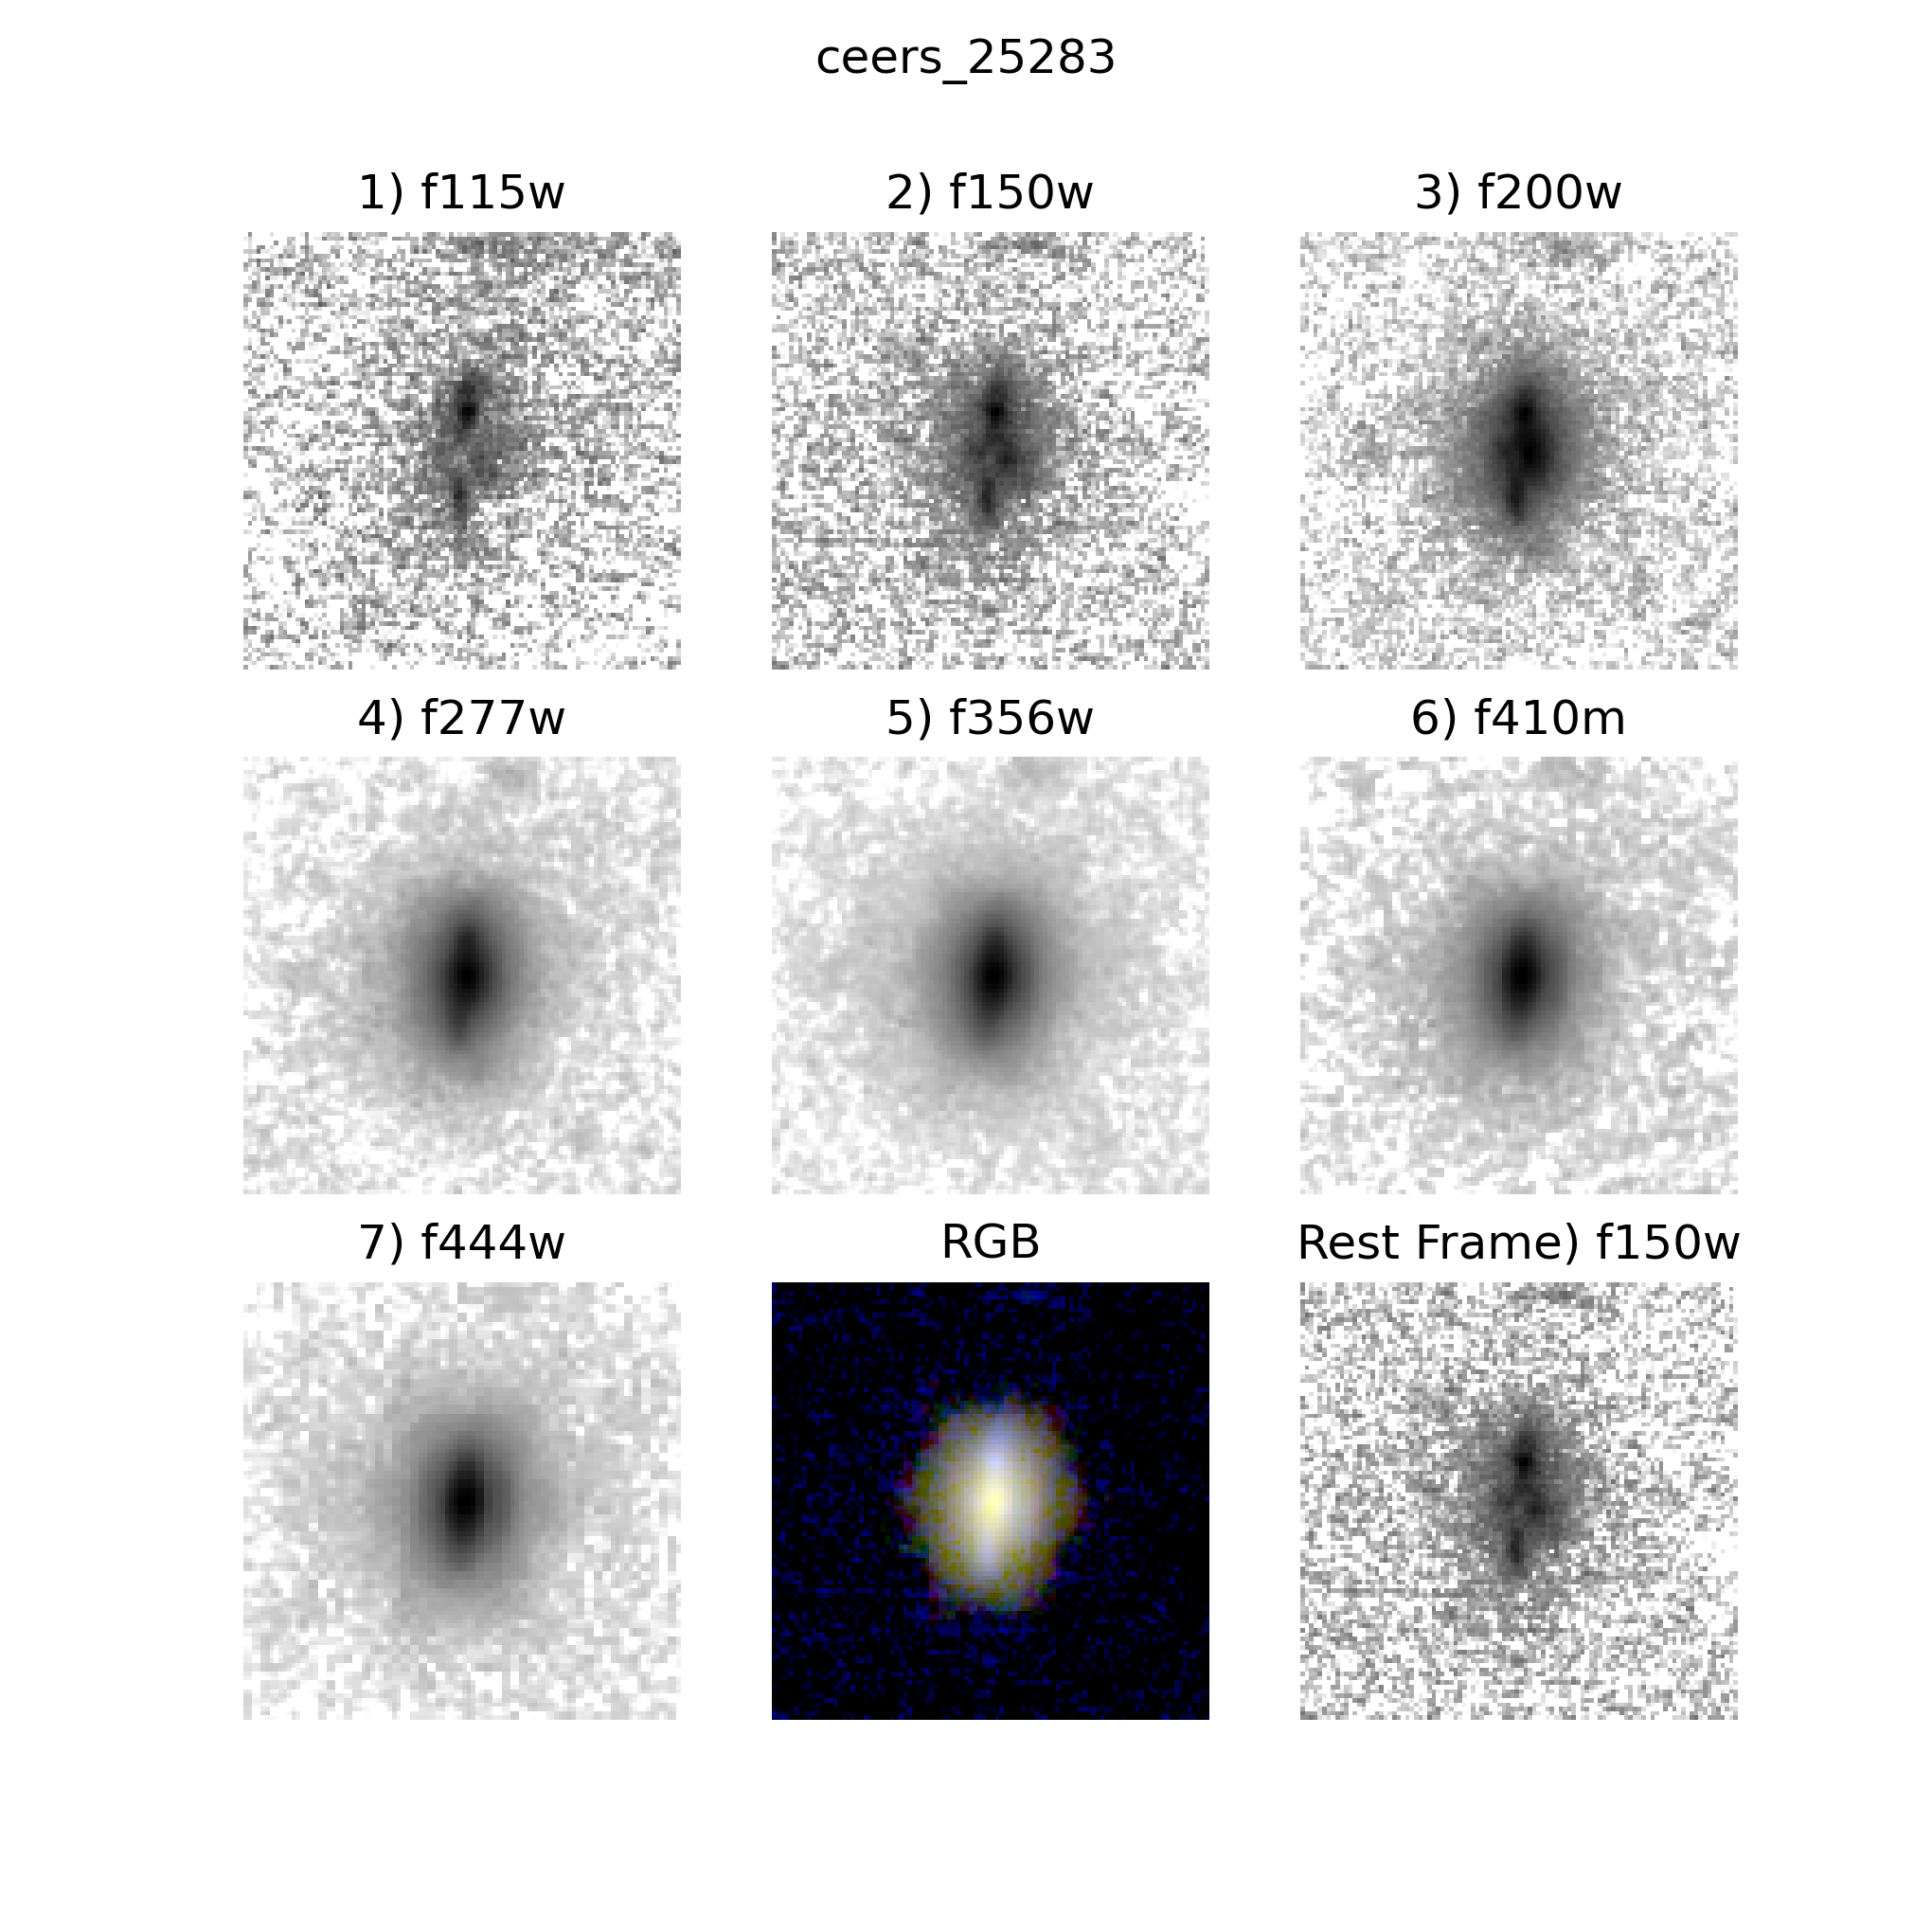 ceers_25283
1) f115w
2) f150w
3) f200w
4) f277w
5) f356w
6) f410m
7) f444w
RGB
Rest Frame) f150w